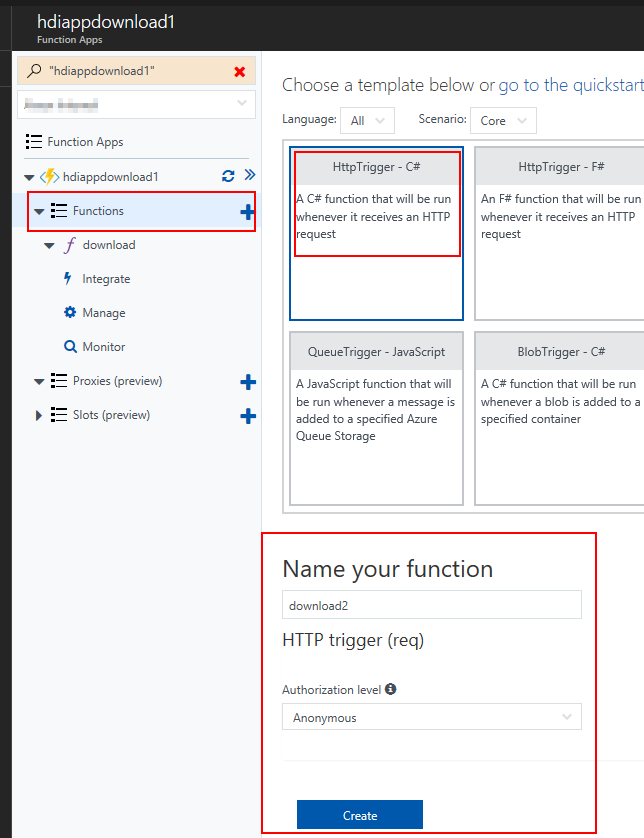 hdiappdownload1
Function Apps
"hdiappdownload1"
Function Apps
hdiappdownload1
Functions
download
Integrate
Manage
Monitor
Proxies (preview)
Slots (preview)
Choose a template below or go to the quickstart
Language: All Scenario: Core
HttpTrigger - C#
A C# function that will be run
whenever it receives an HTTP
request
HttpTrigger - F#
An F# function that will be run
whenever it receives an HTTP
request
QueueTrigger - JavaScript
A JavaScript function that will
be run whenever a message is
added to a specified Azure
Queue Storage
BlobTrigger - C#
A C# function that will be run
whenever a blob is added to a
specified container
Name your function
download2
HTTP trigger (req)
Authorization level
Anonymous
Create